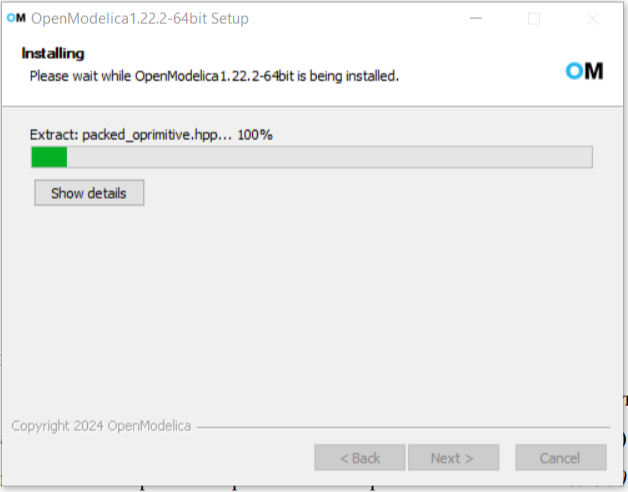 OM OpenModelica1.22.2-64bit Setup
Installing
Please wait while OpenModelica1.22.2-64bit is being installed.
OM
Extract: packed_oprimitive.hpp... 100%
Show details
Copyright 2024 OpenModelica
< Back Next > Cancel